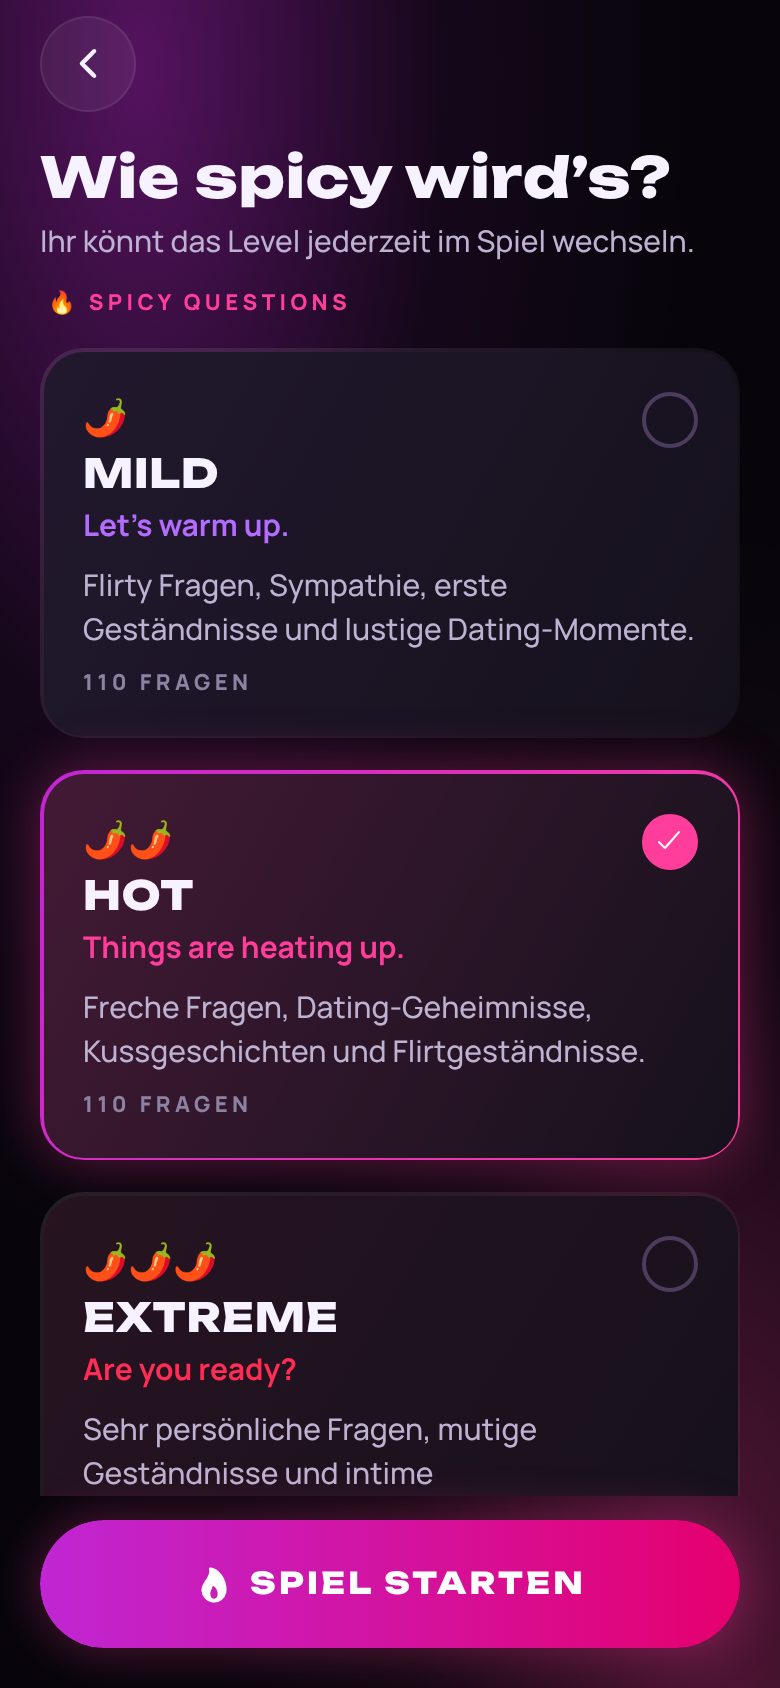 Wie spicy wird’s?
Ihr könnt das Level jederzeit im Spiel wechseln.
🔥 SPICY QUESTIONS
🌶️
MILD
Let’s warm up.
Flirty Fragen, Sympathie, erste
Geständnisse und lustige Dating-Momente.
110 FRAGEN
🌶️🌶️
HOT
Things are heating up.
Freche Fragen, Dating-Geheimnisse,
Kussgeschichten und Flirtgeständnisse.
110 FRAGEN
🌶️🌶️🌶️
EXTREME
Are you ready?
Sehr persönliche Fragen, mutige
Geständnisse und intime
SPIEL STARTEN